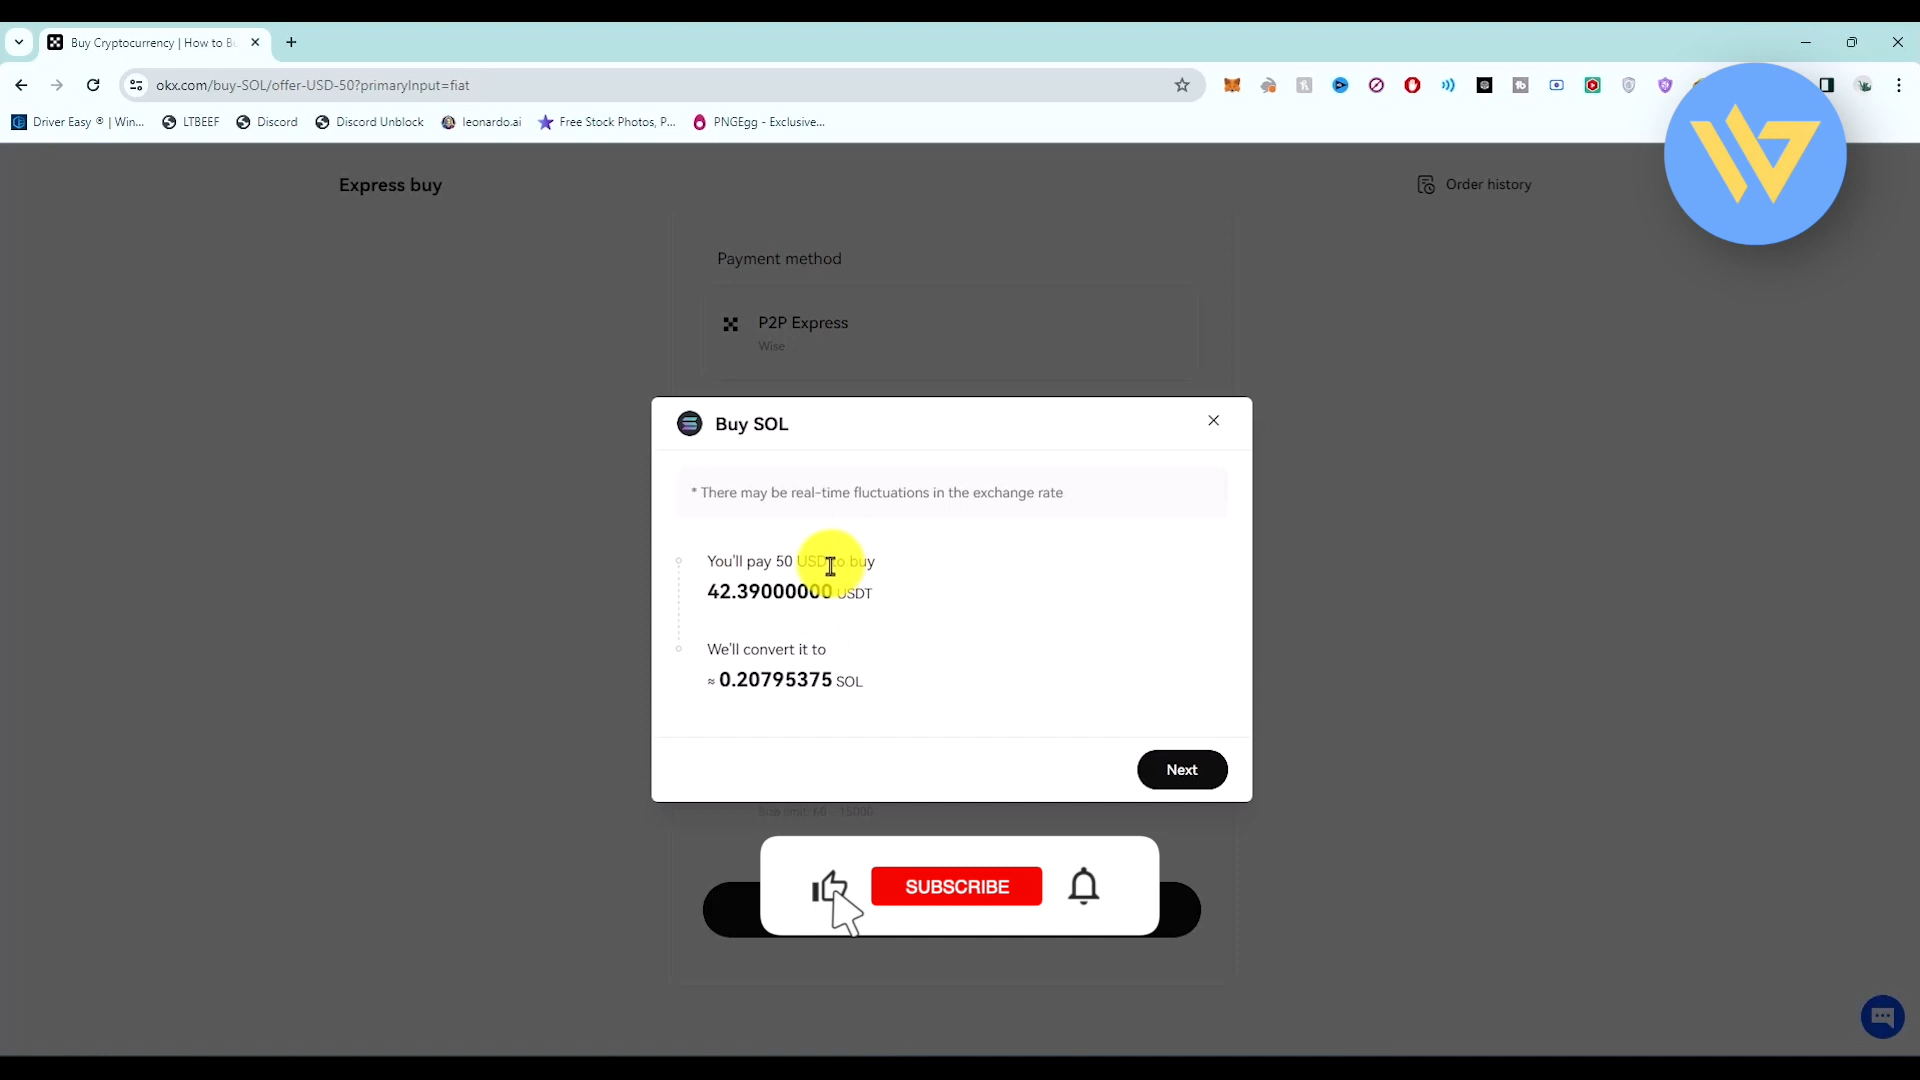 Buy Cryptocurrency | How to B
okx.com/buy-SOL/offer-USD-50?primaryInput=fiat
Driver Easy ® | Win...
LTBEEF
Discord
Discord Unblock
leonardo.ai
Free Stock Photos, P...
PNGEgg - Exclusive...
Express buy
Order history
Payment method
P2P Express
Wise
Buy SOL
* There may be real-time fluctuations in the exchange rate
You'll pay 50 USD to buy
42.39000000 USDT
We'll convert it to
≈ 0.20795375 SOL
Next
SUBSCRIBE